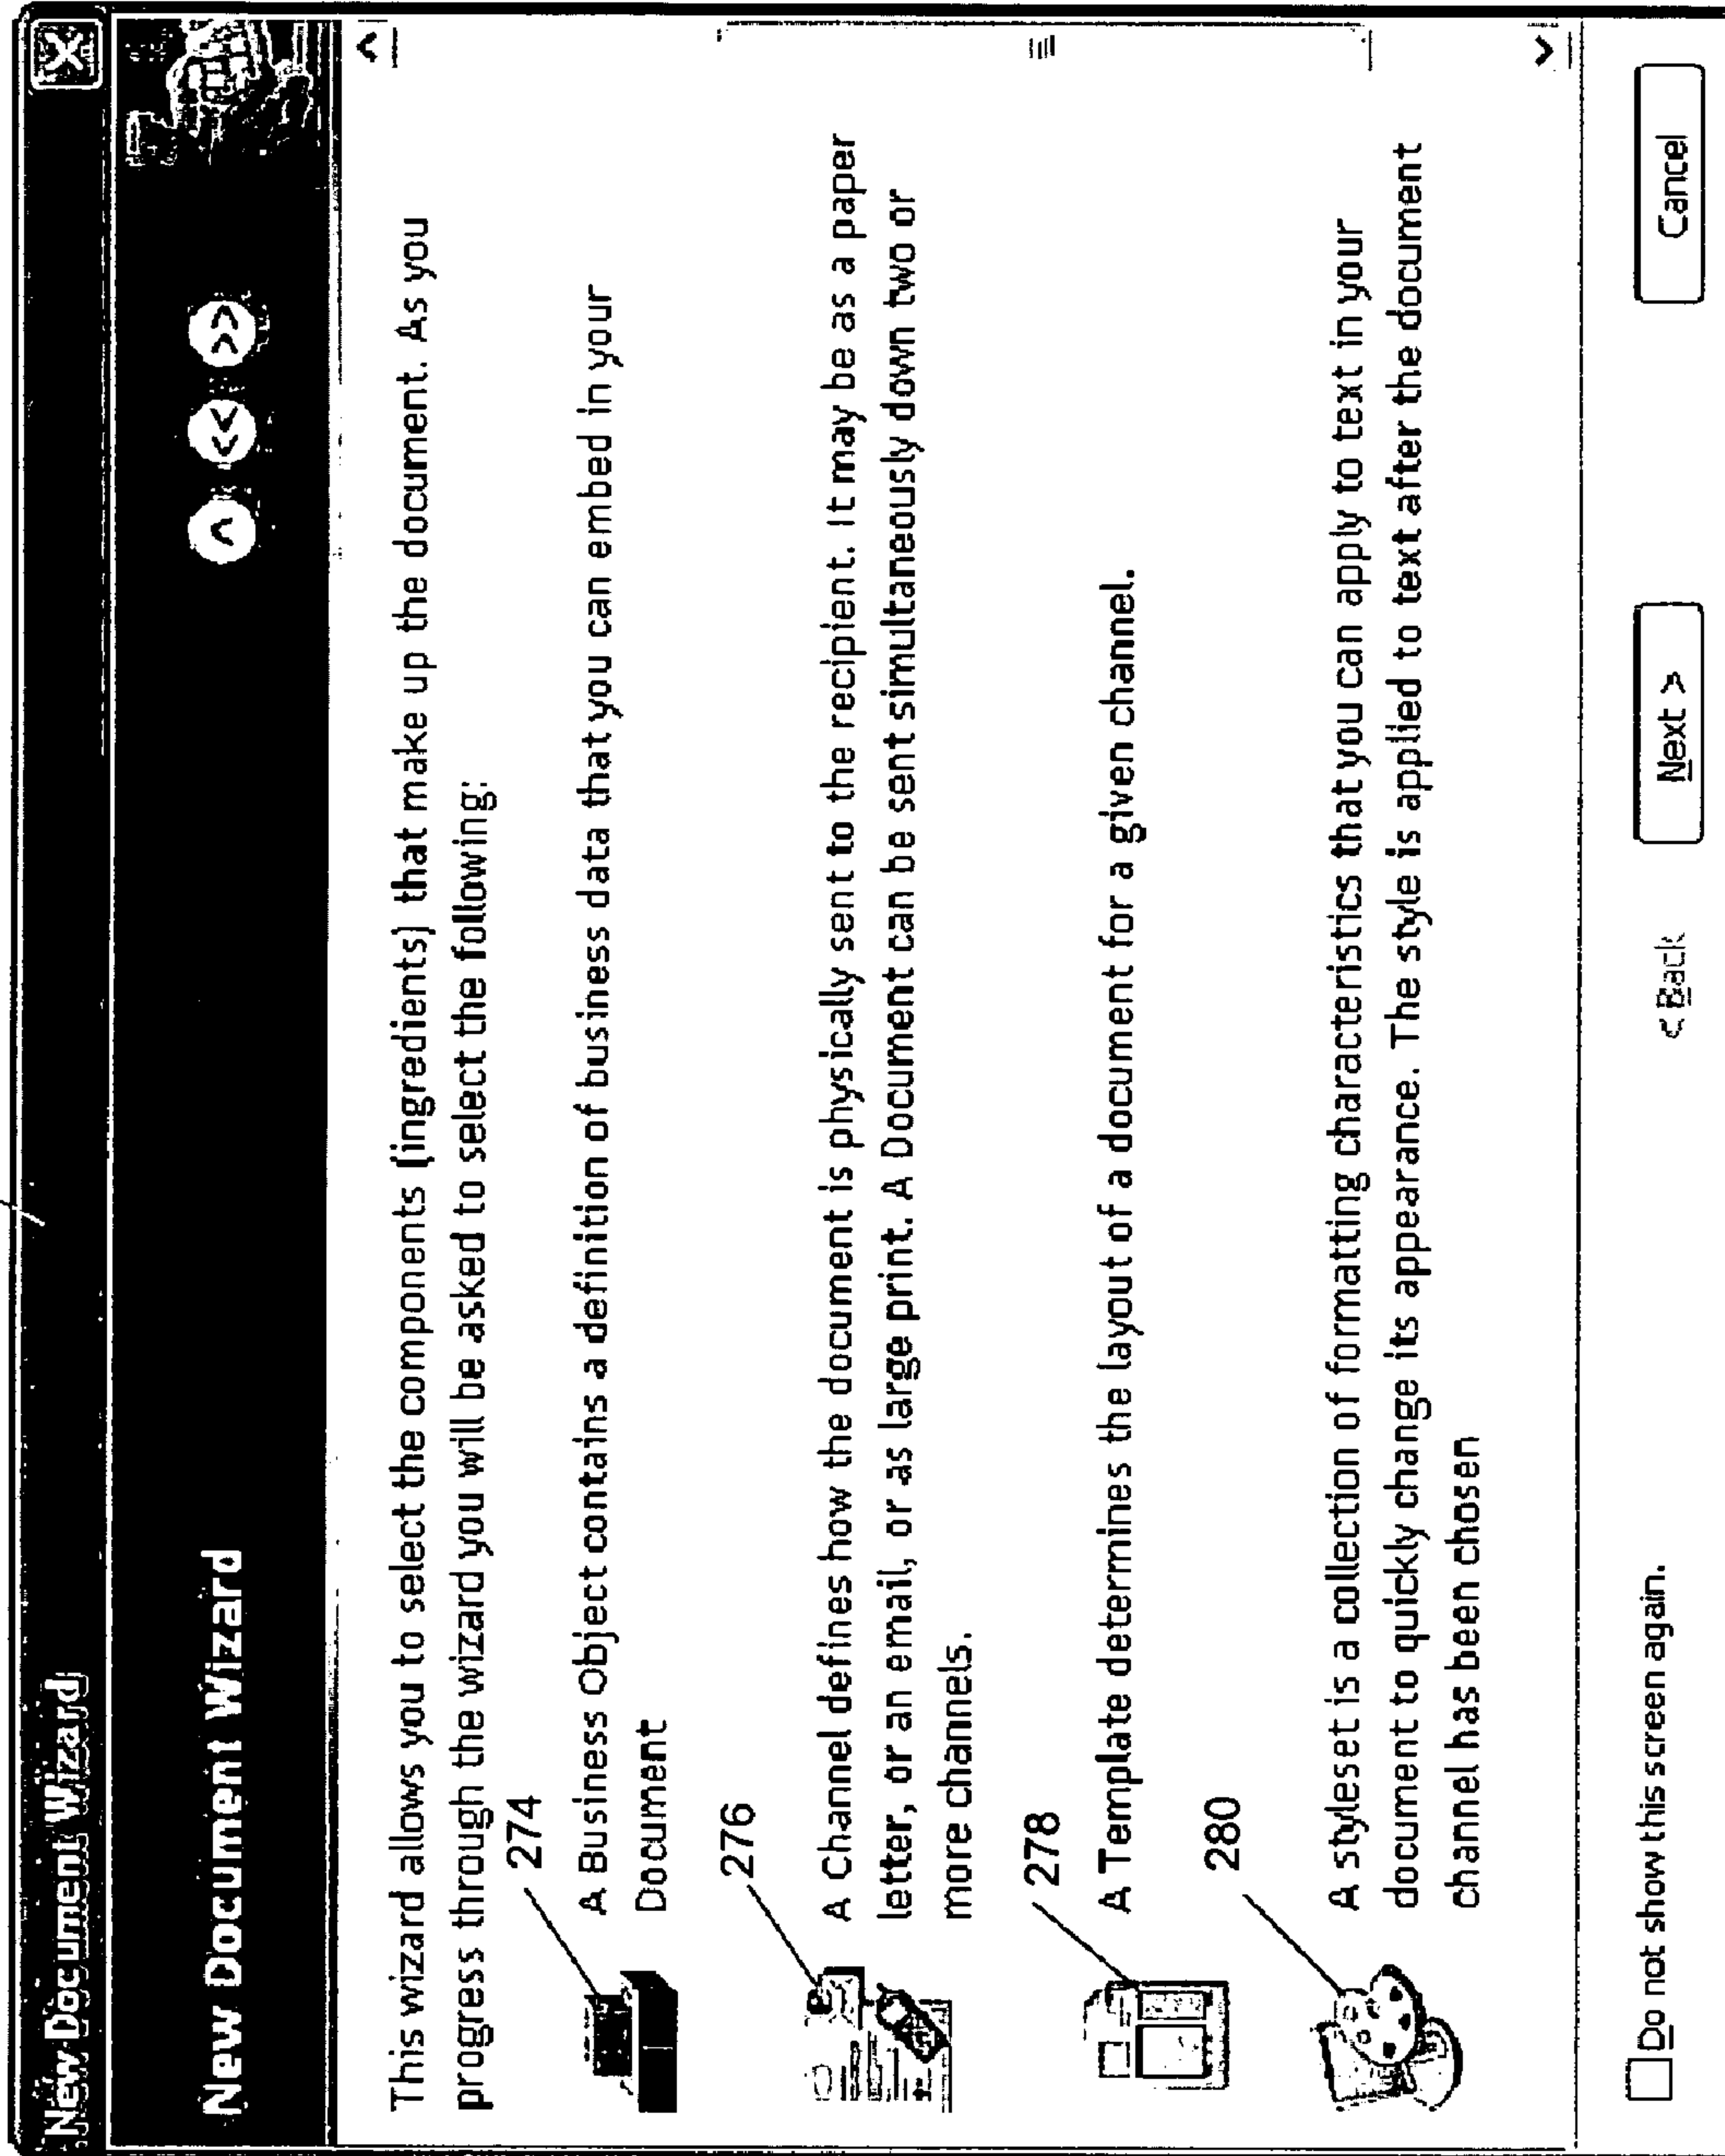 New Document Wizard
New Document Wizard
This wizard allows you to select the components (ingredients) that make up the document. As you
progress through the wizard you will be asked to select the following:
274
A Business Object contains a definition of business data that you can embed in your
Document
276
A Channel defines how the document is physically sent to the recipient. It may be as a paper
letter, or an email, or as large print. A Document can be sent simultaneously down two or
more channels.
278
A Template determines the layout of a document for a given channel.
280
A styleset is a collection of formatting characteristics that you can apply to text in your
document to quickly change its appearance. The style is applied to text after the document
channel has been chosen
Do not show this screen again.
< Back
Next >
Cancel